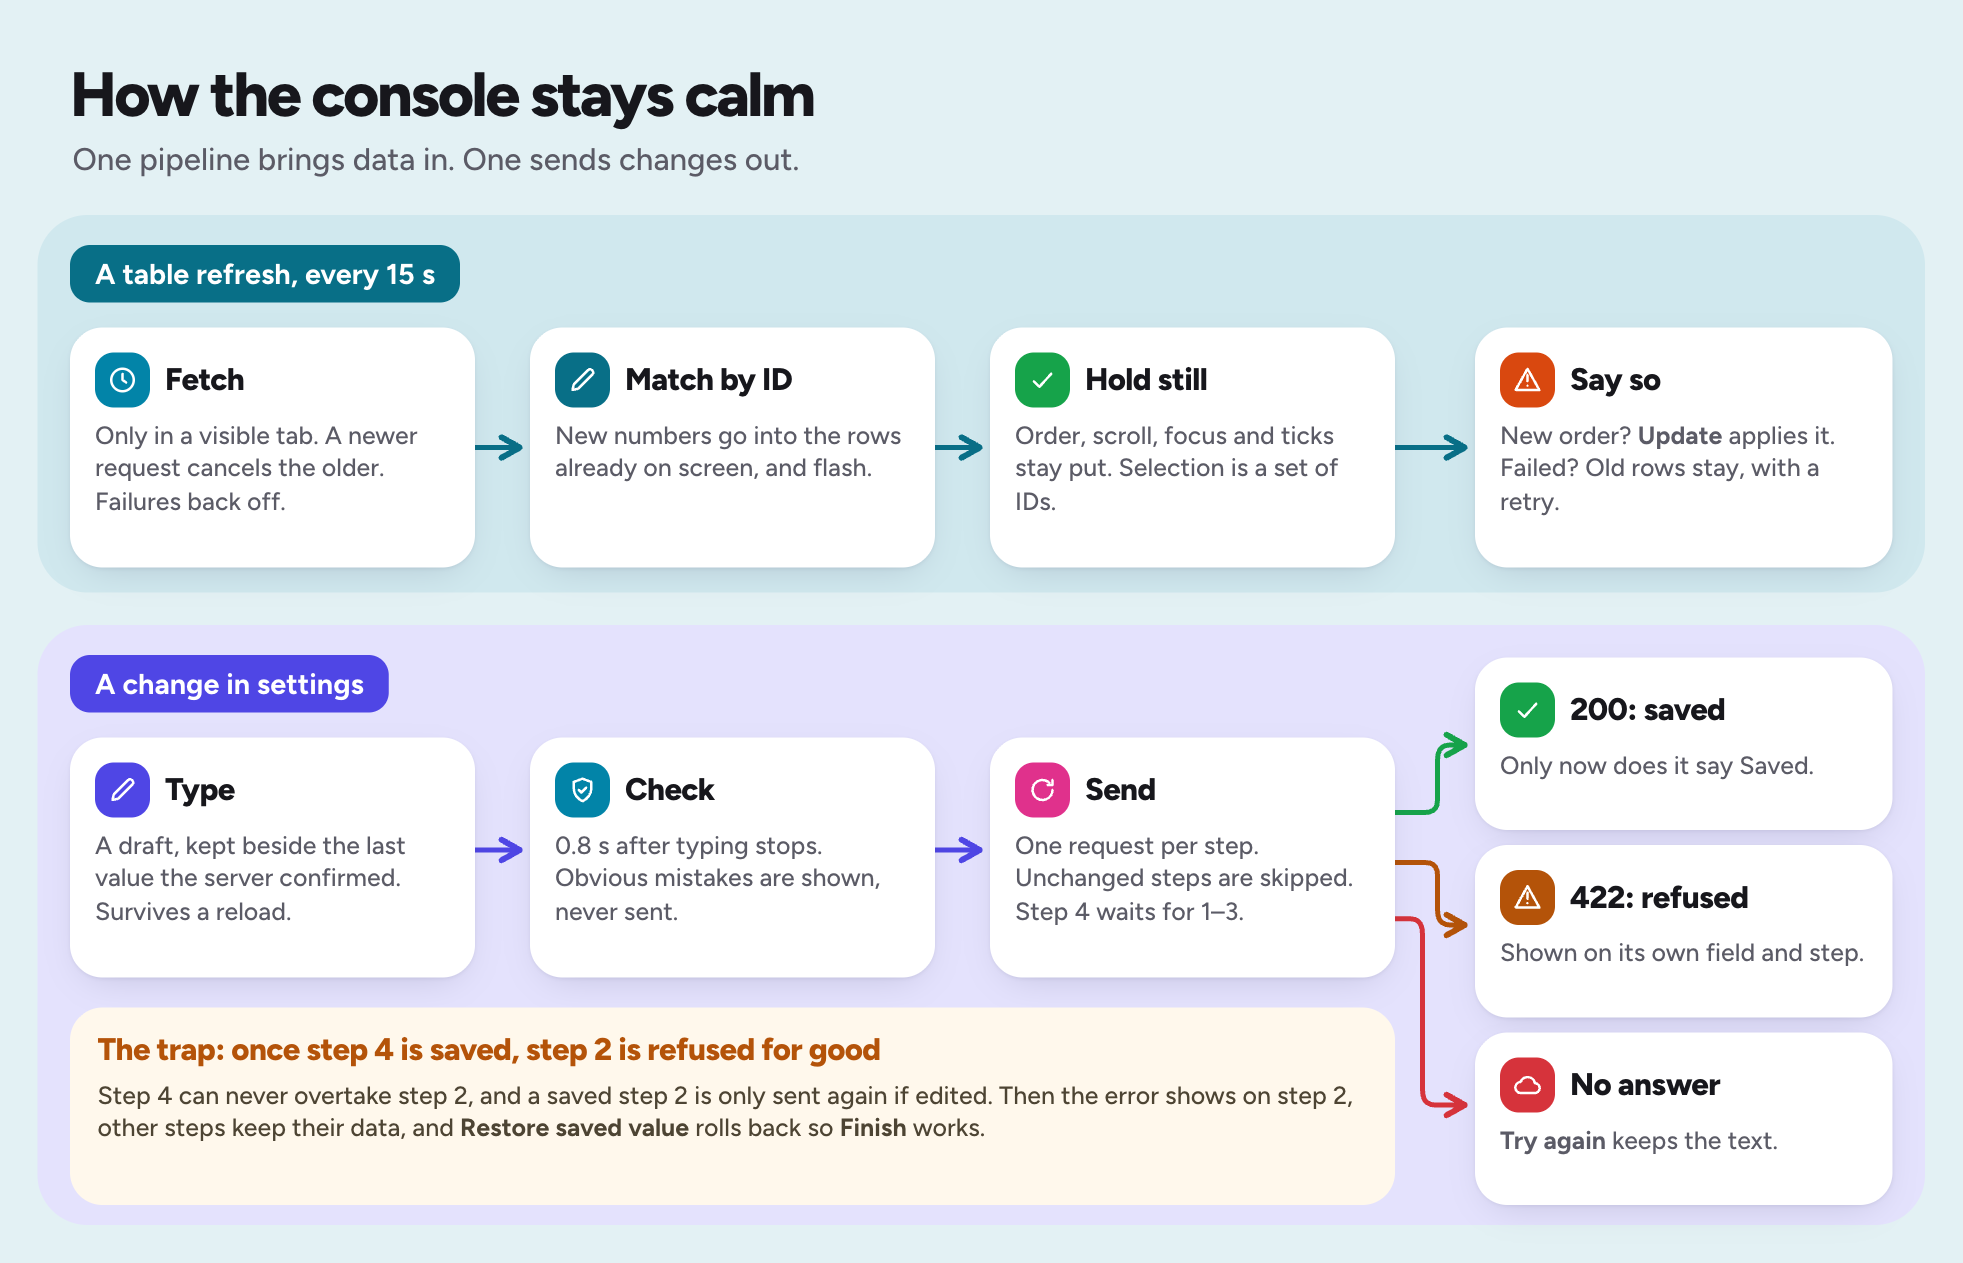 How the console stays calm
One pipeline brings data in. One sends changes out.
A table refresh, every 15 s
Fetch
Only in a visible tab. A newer
request cancels the older.
Failures back off.
Match by ID
New numbers go into the rows
already on screen, and flash.
Hold still
Order, scroll, focus and ticks
stay put. Selection is a set of
IDs.
Say so
New order? Update applies it.
Failed? Old rows stay, with a
retry.
A change in settings
Type
A draft, kept beside the last
value the server confirmed.
Survives a reload.
Check
0.8 s after typing stops.
Obvious mistakes are shown,
never sent.
Send
One request per step.
Unchanged steps are skipped.
Step 4 waits for 1–3.
200: saved
Only now does it say Saved.
422: refused
Shown on its own field and step.
No answer
Try again keeps the text.
The trap: once step 4 is saved, step 2 is refused for good
Step 4 can never overtake step 2, and a saved step 2 is only sent again if edited. Then the error shows on step 2,
other steps keep their data, and Restore saved value rolls back so Finish works.